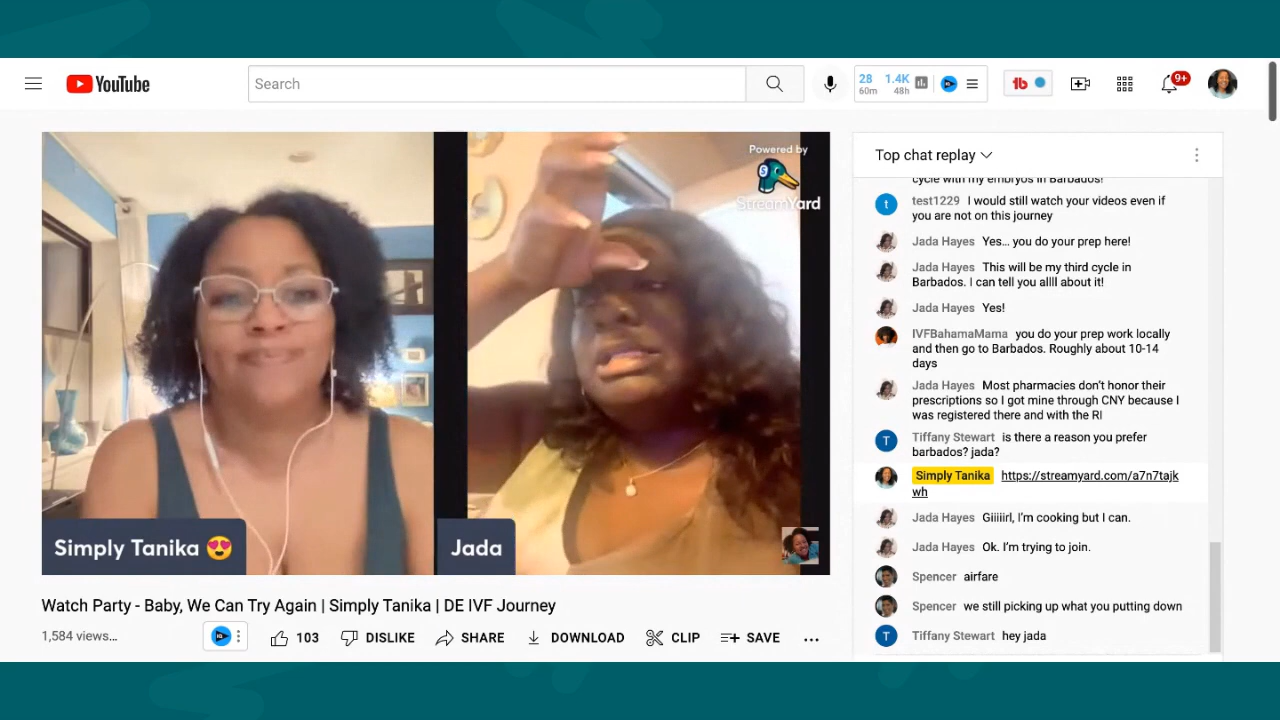 YouTube
Search
28
60m
1.4K
48h
9+
Powered by
StreamYard
Simply Tanika 😍
Jada
Watch Party - Baby, We Can Try Again | Simply Tanika | DE IVF Journey
1,584 views...
103
DISLIKE
SHARE
DOWNLOAD
CLIP
SAVE
...
Top chat replay
cycle with my embryos in Barbados!
t
test1229 I would still watch your videos even if
you are not on this journey
Jada Hayes Yes... you do your prep here!
Jada Hayes This will be my third cycle in
Barbados. I can tell you allll about it!
Jada Hayes Yes!
IVFBahamaMama you do your prep work locally
and then go to Barbados. Roughly about 10-14
days
Jada Hayes Most pharmacies don't honor their
prescriptions so I got mine through CNY because I
was registered there and with the RI
T
Tiffany Stewart is there a reason you prefer
barbados? jada?
Simply Tanika https://streamyard.com/a7n7tajk
wh
Jada Hayes Giiiiirl, I'm cooking but I can.
Jada Hayes Ok. I'm trying to join.
Spencer airfare
Spencer we still picking up what you putting down
T
Tiffany Stewart hey jada